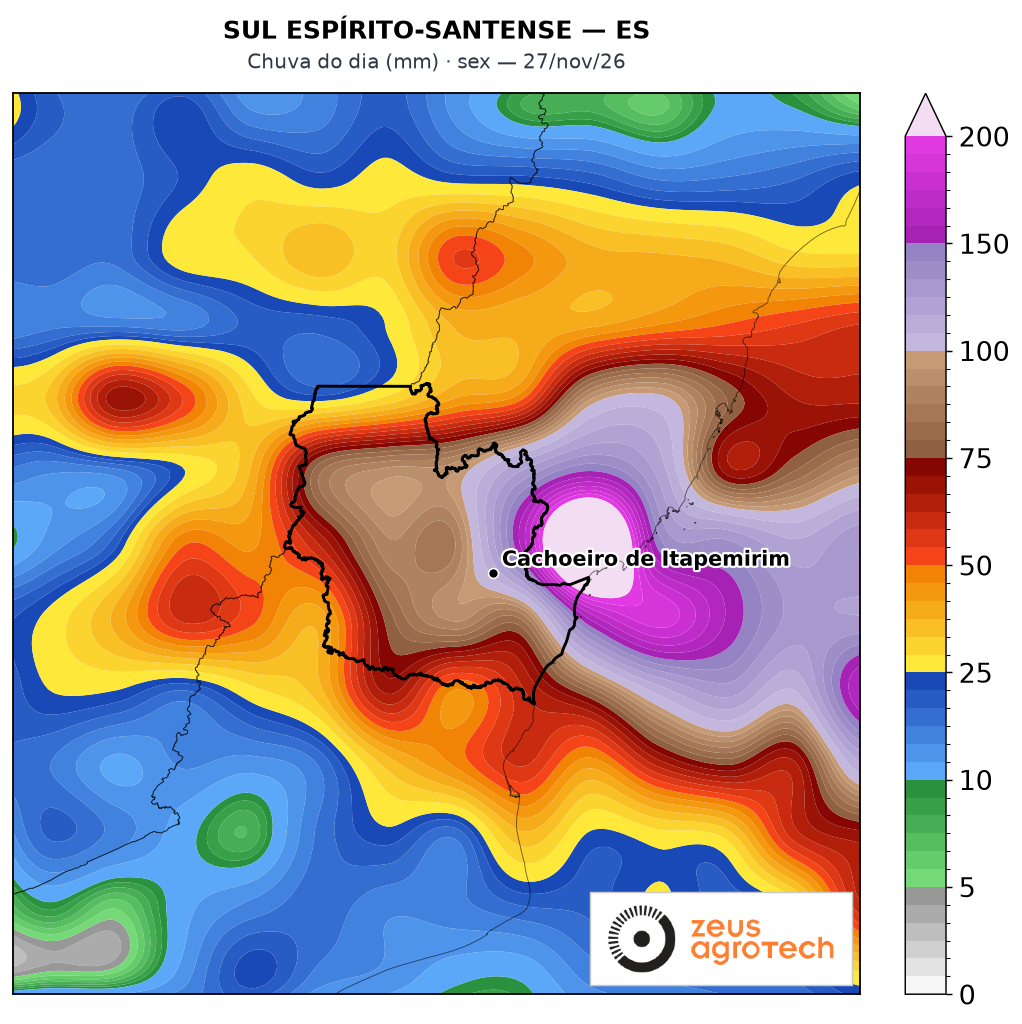 SUL ESPÍRITO-SANTENSE — ES
Chuva do dia (mm) · sex — 27/nov/26
200
150
100
75
50
25
10
5
0
Cachoeiro de Itapemirim
zeus
agrotech